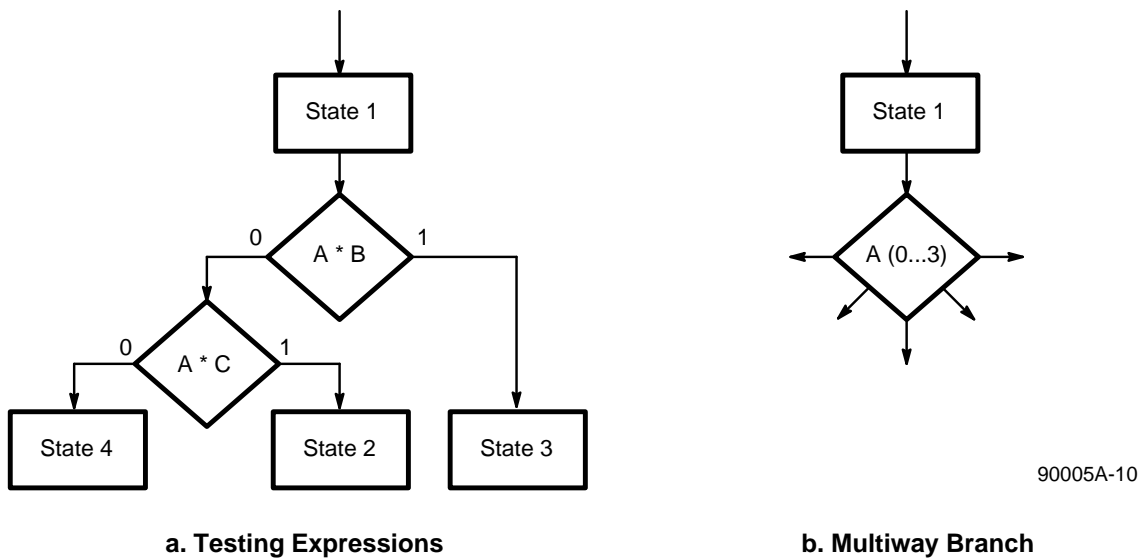 State 1
0
A * B
1
0
A * C
1
State 4
State 2
State 3
a. Testing Expressions
State 1
A (0...3)
90005A-10
b. Multiway Branch